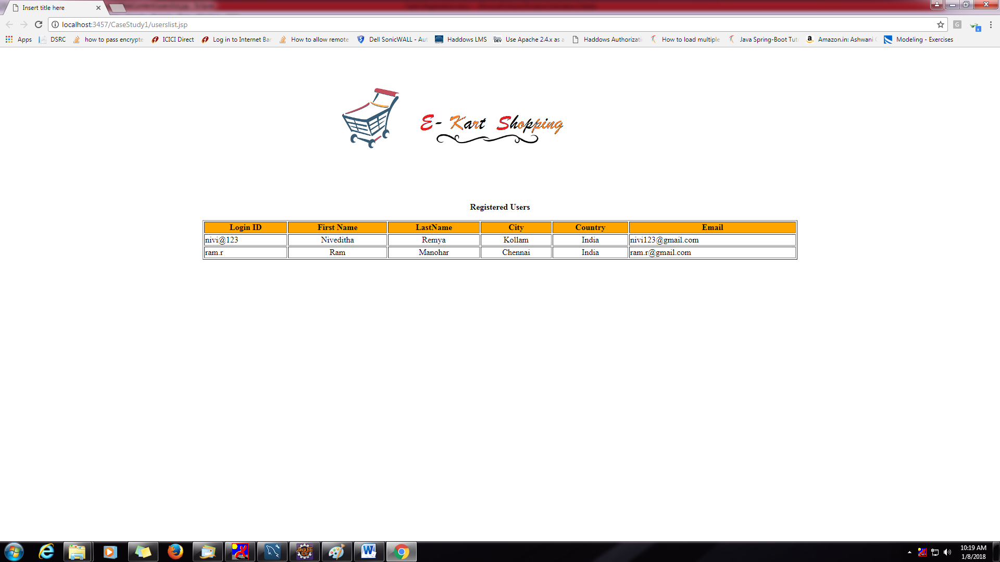 Insert title here
localhost:3457/CaseStudy1/userslist.jsp
Apps DSRC how to pass encrypte ICICI Direct Log in to Internet Ban How to allow remote Dell SonicWALL - Aut Haddows LMS Use Apache 2.4.x as a Haddows Authorizati How to load multiple Java Spring-Boot Tut Amazon.in: Ashwani Modeling - Exercises
E- Kart Shopping
Registered Users
Login ID First Name LastName City Country Email
nivi@123 Niveditha Remya Kollam India nivi123@gmail.com
ram.r Ram Manohar Chennai India ram.r@gmail.com
Java EE
IDE
10:19 AM
1/8/2018